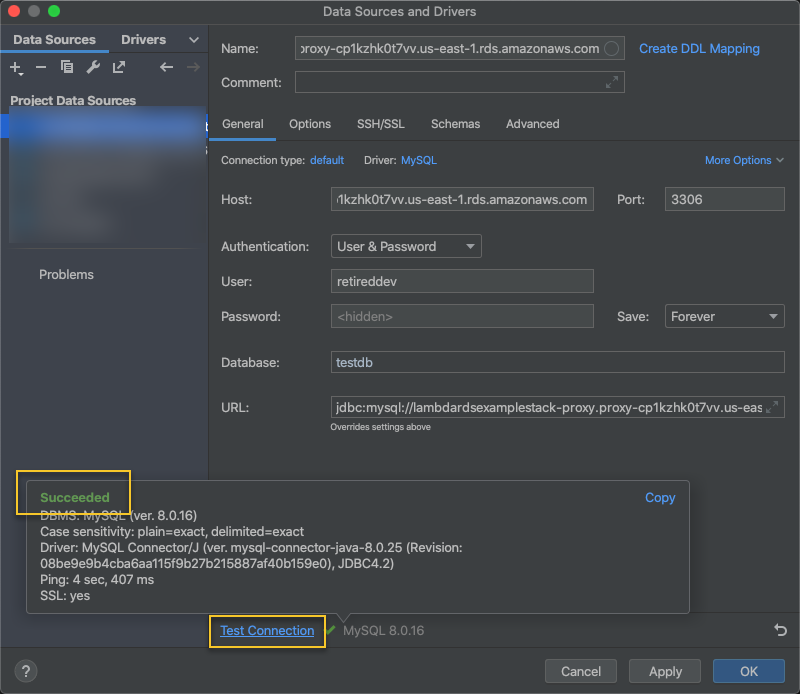 Data Sources and Drivers
Data Sources Drivers
Project Data Sources
Problems
Name: proxy-cp1kzhk0t7vv.us-east-1.rds.amazonaws.com Create DDL Mapping
Comment:
General Options SSH/SSL Schemas Advanced
Connection type: default Driver: MySQL More Options
Host: 1kzhk0t7vv.us-east-1.rds.amazonaws.com Port: 3306
Authentication: User & Password
User: retireddev
Password: <hidden> Save: Forever
Database: testdb
URL: jdbc:mysql://lambdardsexamplestack-proxy.proxy-cp1kzhk0t7vv.us-eas
Overrides settings above
Succeeded Copy
DBMS: MySQL (ver. 8.0.16)
Case sensitivity: plain=exact, delimited=exact
Driver: MySQL Connector/J (ver. mysql-connector-java-8.0.25 (Revision:
08be9e9b4cba6aa115f9b27b215887af40b159e0), JDBC4.2)
Ping: 4 sec, 407 ms
SSL: yes
Test Connection MySQL 8.0.16
? Cancel Apply OK